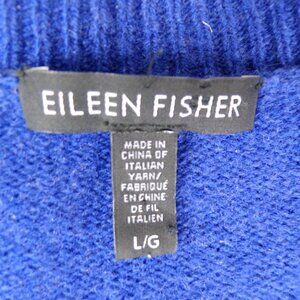 EILEEN FISHER
MADE IN
CHINA OF
ITALIAN
YARN/
FABRIQUÉ
EN CHINE
DE FIL
ITALIEN
L/G